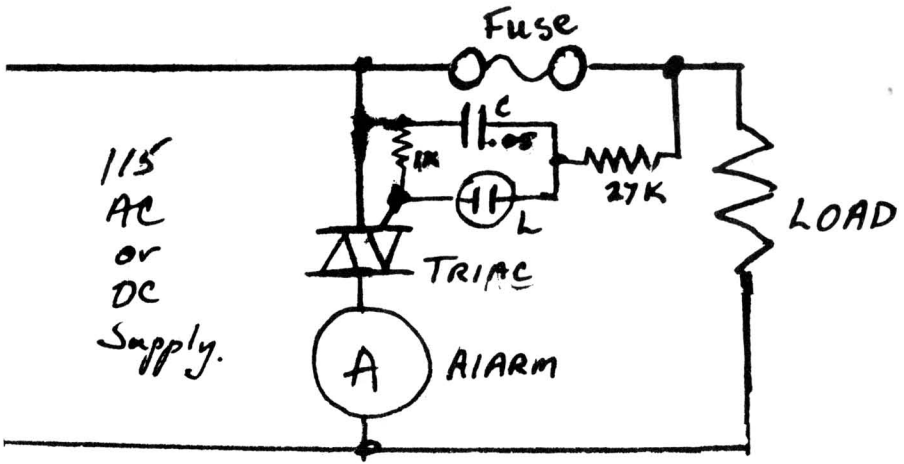 Fuse
C
.05
1K
27K
L
115
AC
or
DC
Supply.
LOAD
TRIAC
A
AlARM